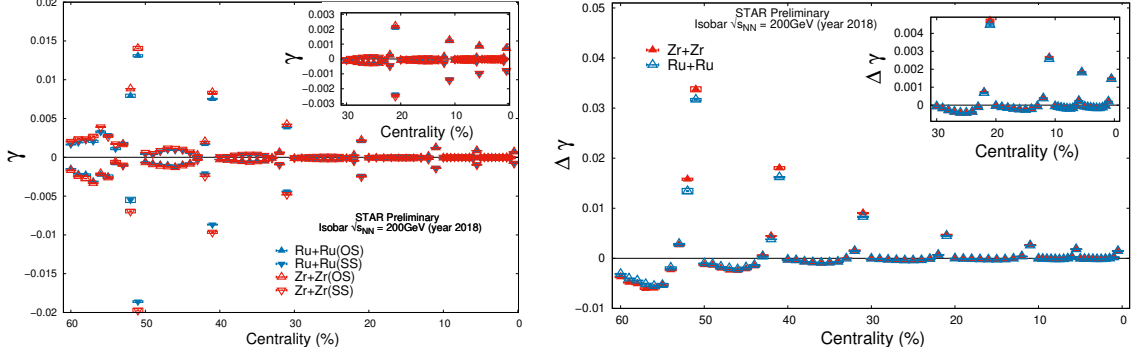 0.02
0.015
0.01
0.005
0
−0.005
−0.01
−0.015
−0.02
γ
60 50 40 30 20 10 0
Centrality (%)
STAR Preliminary
Isobar √sNN = 200GeV (year 2018)
Ru+Ru(OS)
Ru+Ru(SS)
Zr+Zr(OS)
Zr+Zr(SS)
0.003
0.002
0.001
0
−0.001
−0.002
−0.003
γ
30 20 10 0
Centrality (%)
0.05
0.04
0.03
0.02
0.01
0
−0.01
Δ γ
60 50 40 30 20 10 0
Centrality (%)
STAR Preliminary
Isobar √sNN = 200GeV (year 2018)
Zr+Zr
Ru+Ru
0.004
0.003
0.002
0.001
0
Δ γ
30 20 10 0
Centrality (%)